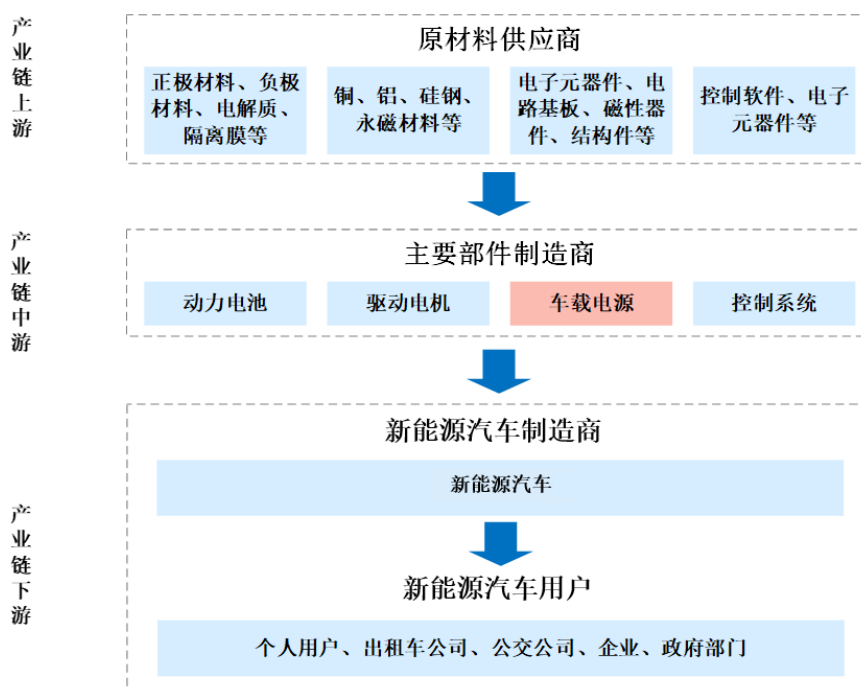 产业链上游
原材料供应商
正极材料、负极
材料、电解质、
隔离膜等
铜、铝、硅钢、
永磁材料等
电子元器件、电
路基板、磁性器
件、结构件等
控制软件、电子
元器件等
产业链中游
主要部件制造商
动力电池
驱动电机
车载电源
控制系统
产业链下游
新能源汽车制造商
新能源汽车
新能源汽车用户
个人用户、出租车公司、公交公司、企业、政府部门